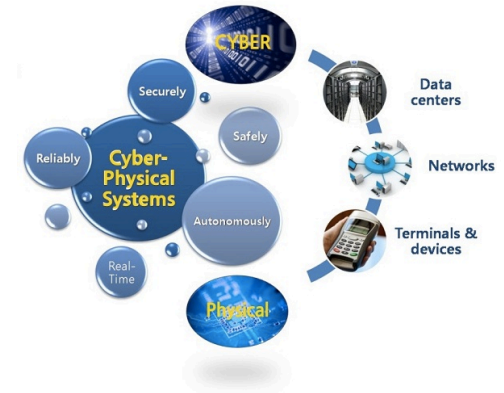 CYBER
Securely
Safely
Reliably
Cyber-
Physical
Systems
Autonomously
Real-
Time
Physical
Data
centers
Networks
Terminals &
devices